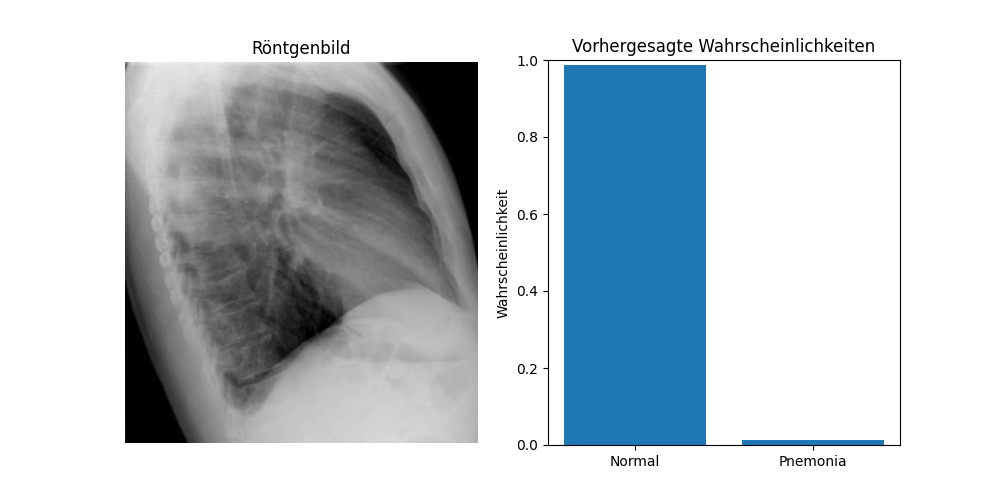 Röntgenbild
Vorhergesagte Wahrscheinlichkeiten
Wahrscheinlichkeit
1.0
0.8
0.6
0.4
0.2
0.0
Normal
Pnemonia